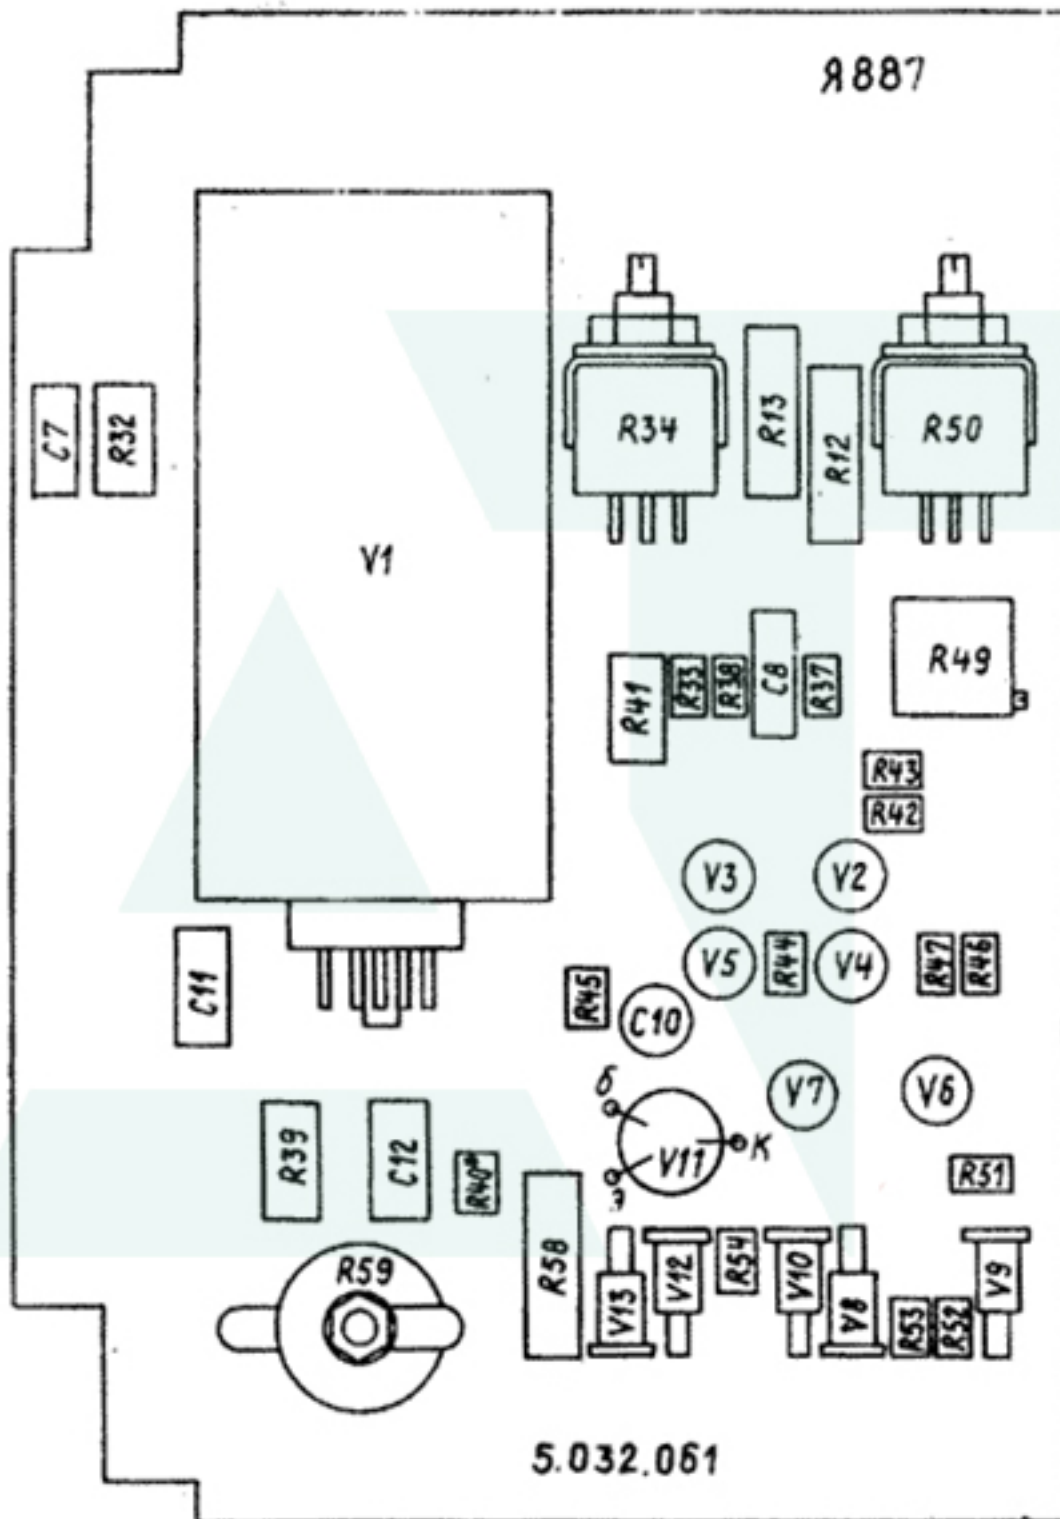 Я887
C7
R32
R34
R13
R12
R50
V1
R41
R33
R38
C8
R37
R49
R43
R42
V3
V2
C11
V5
R44
V4
R47
R46
R45
C10
б
V7
V6
V11
К
э
R39
C12
R40*
R51
R58
R59
V13
V12
R54
V10
V8
R53
R52
V9
5.032.061